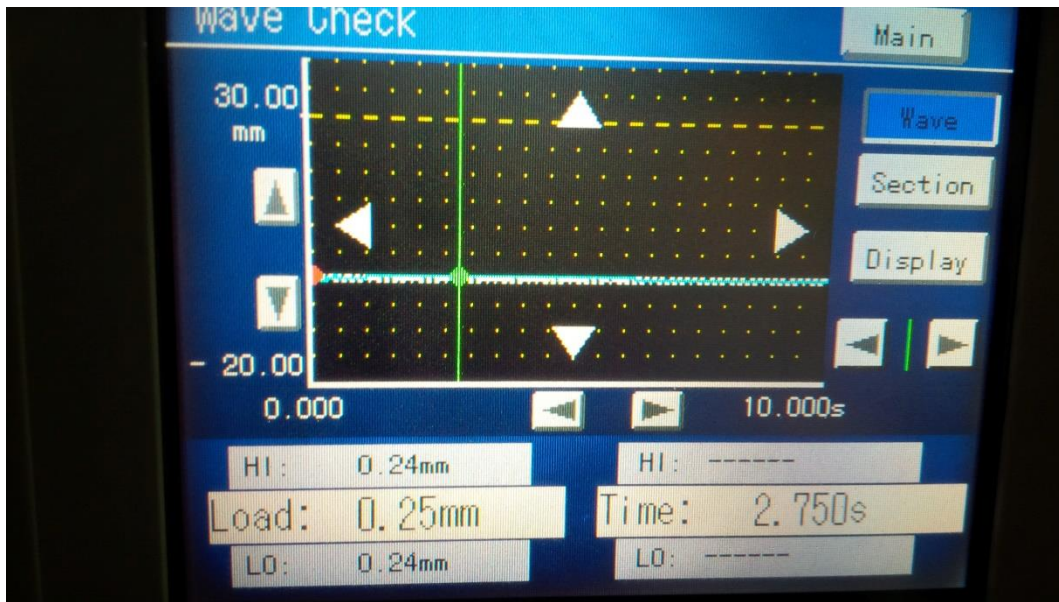 Wave Check
Main
30.00
mm
Wave
Section
Display
- 20.00
0.000
10.000s
HI: 0.24mm
HI: ------
Load: 0.25mm
Time: 2.750s
LO: 0.24mm
LO: ------